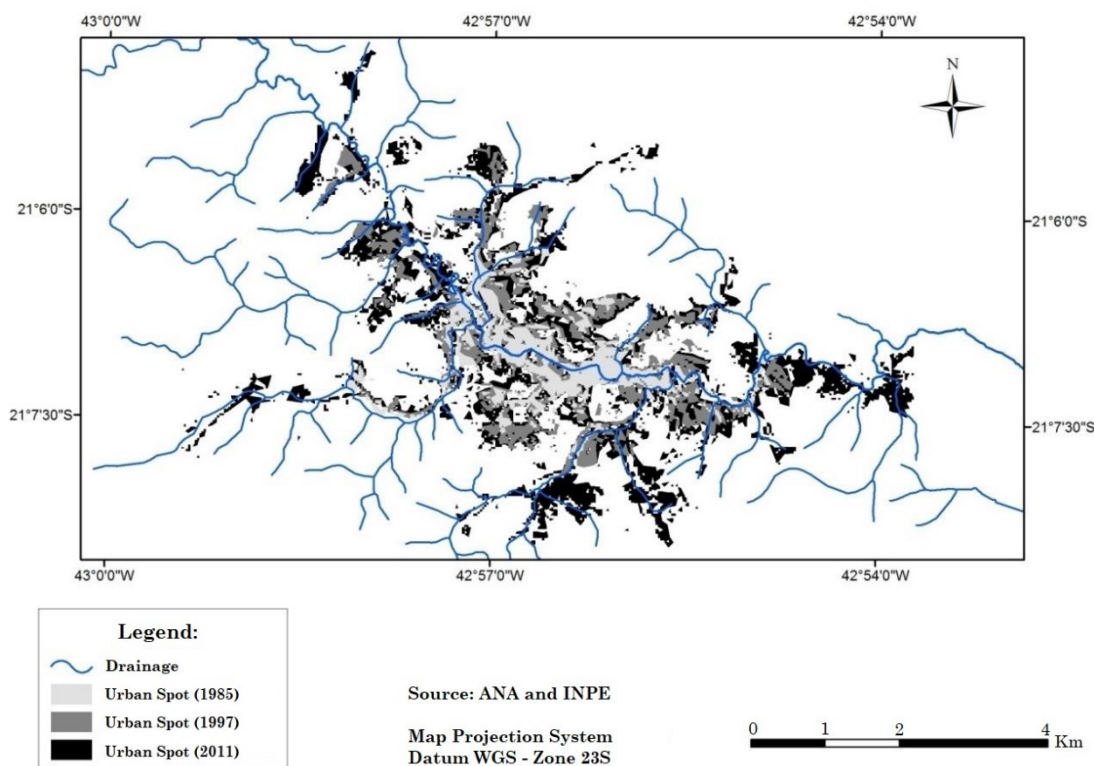 43°0'0"W 42°57'0"W 42°54'0"W
N
21°6'0"S 21°6'0"S
21°7'30"S 21°7'30"S
43°0'0"W 42°57'0"W 42°54'0"W
Legend:
Drainage
Urban Spot (1985)
Urban Spot (1997)
Urban Spot (2011)
Source: ANA and INPE
Map Projection System
Datum WGS - Zone 23S
0 1 2 4
Km